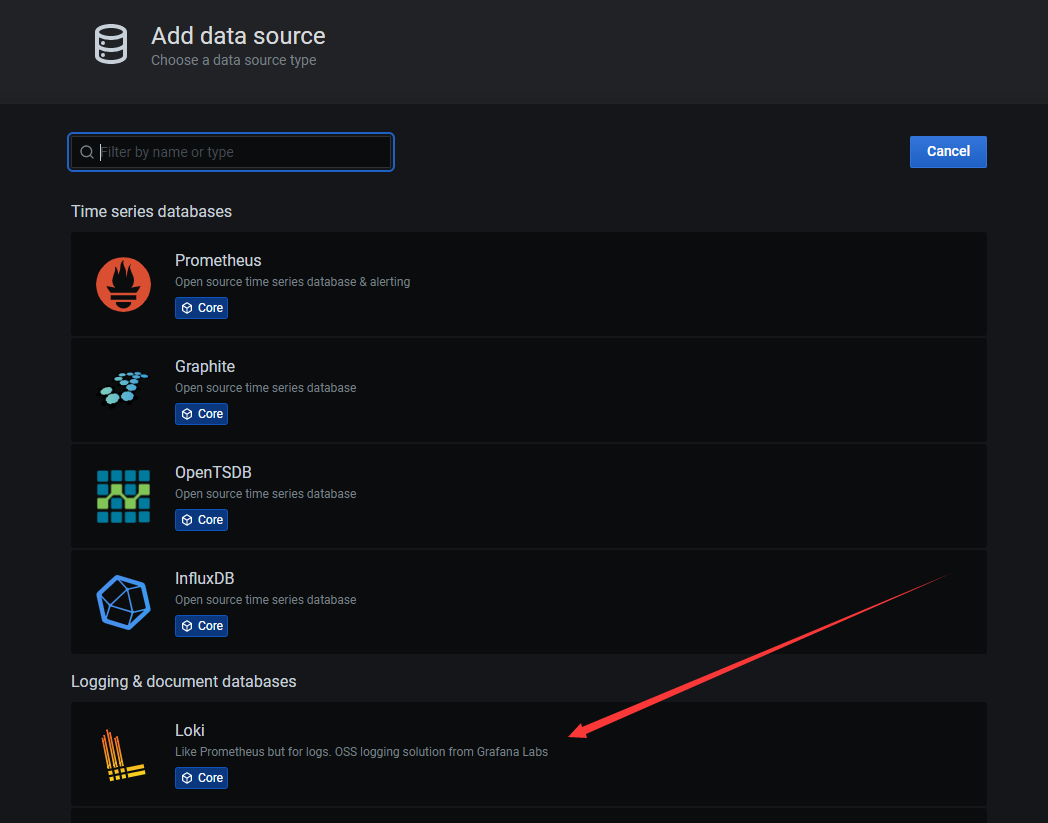 Add data source
Choose a data source type
Filter by name or type
Cancel
Time series databases
Prometheus
Open source time series database & alerting
Core
Graphite
Open source time series database
Core
OpenTSDB
Open source time series database
Core
InfluxDB
Open source time series database
Core
Logging & document databases
Loki
Like Prometheus but for logs. OSS logging solution from Grafana Labs
Core